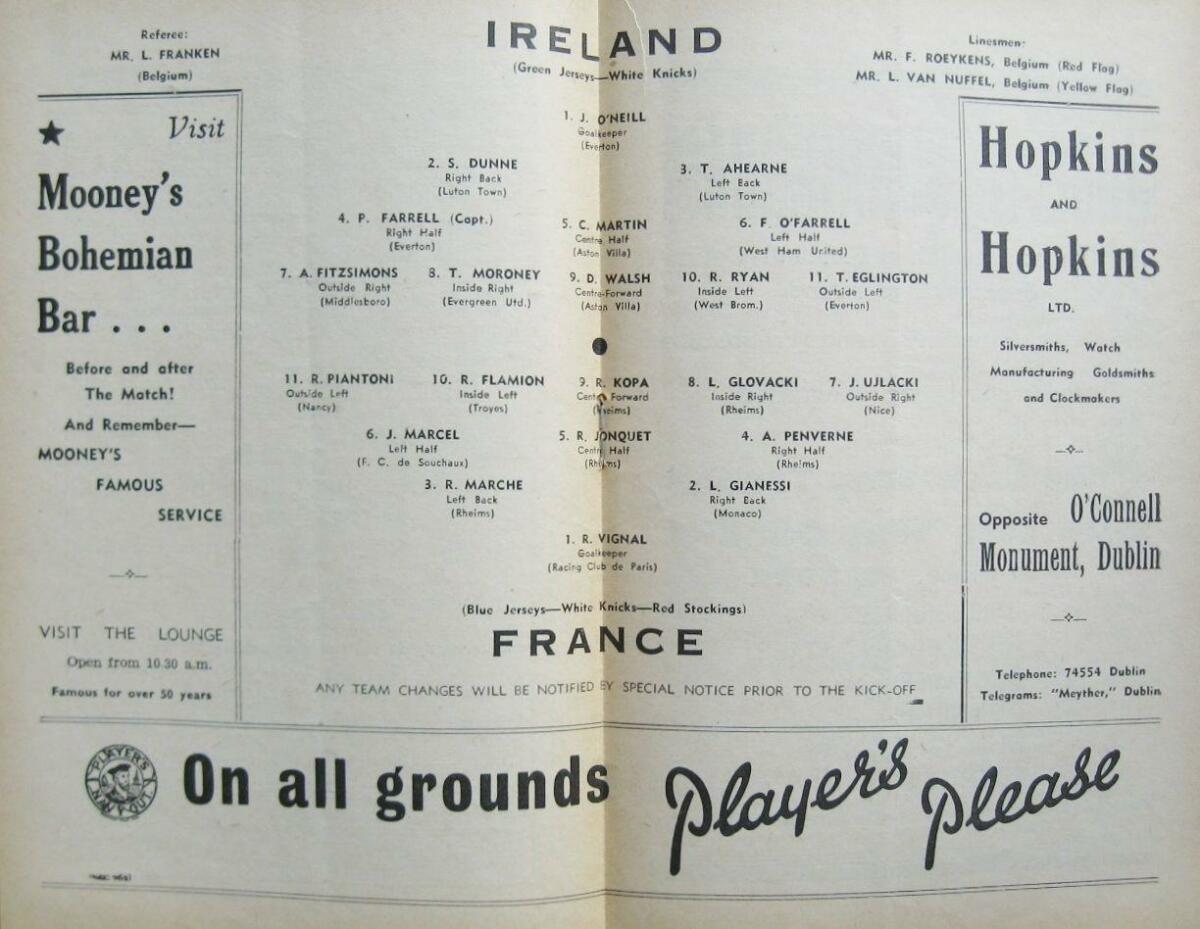 Referee:
MR. L. FRANKEN
(Belgium)
IRELAND
(Green Jerseys—White Knicks)
Linesmen:
MR. F. ROEYKENS, Belgium (Red Flag)
MR. L. VAN NUFFEL, Belgium (Yellow Flag)
★ Visit
Mooney's
Bohemian
Bar . . .
Before and after
The Match!
And Remember—
MOONEY'S
FAMOUS
SERVICE
VISIT THE LOUNGE
Open from 10.30 a.m.
Famous for over 50 years
1. J. O'NEILL
Goalkeeper
(Everton)
2. S. DUNNE
Right Back
(Luton Town)
3. T. AHEARNE
Left Back
(Luton Town)
4. P. FARRELL (Capt.)
Right Half
(Everton)
5. C. MARTIN
Centre Half
(Aston Villa)
6. F. O'FARRELL
Left Half
(West Ham United)
7. A. FITZSIMONS
Outside Right
(Middlesboro)
8. T. MORONEY
Inside Right
(Evergreen Utd.)
9. D. WALSH
Centre-Forward
(Aston Villa)
10. R. RYAN
Inside Left
(West Brom.)
11. T. EGLINGTON
Outside Left
(Everton)
11. R. PIANTONI
Outside Left
(Nancy)
10. R. FLAMION
Inside Left
(Troyes)
9. R. KOPA
Centre Forward
(Rheims)
8. L. GLOVACKI
Inside Right
(Rheims)
7. J. UJLACKI
Outside Right
(Nice)
6. J. MARCEL
Left Half
(F. C. de Souchaux)
5. R. JONQUET
Centre Half
(Rheims)
4. A. PENVERNE
Right Half
(Rheims)
3. R. MARCHE
Left Back
(Rheims)
2. L. GIANESSI
Right Back
(Monaco)
1. R. VIGNAL
Goalkeeper
(Racing Club de Paris)
(Blue Jerseys—White Knicks—Red Stockings)
FRANCE
ANY TEAM CHANGES WILL BE NOTIFIED BY SPECIAL NOTICE PRIOR TO THE KICK-OFF
Hopkins
AND
Hopkins
LTD.
Silversmiths, Watch
Manufacturing Goldsmiths
and Clockmakers
Opposite O'Connell
Monument, Dublin
Telephone: 74554 Dublin
Telegrams: "Meyther," Dublin
PLAYER'S
NAVY CUT
On all grounds Player's Please